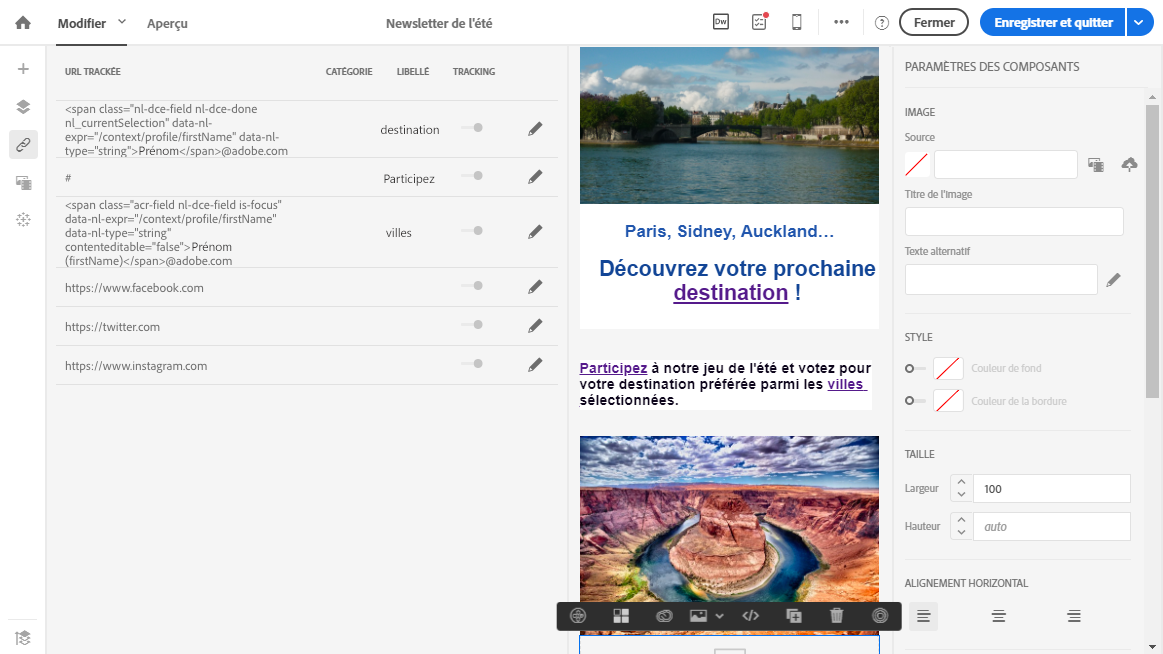 Modifier
Aperçu
Newsletter de l'été
Dw
?
Fermer
Enregistrer et quitter
URL TRACKÉE
CATÉGORIE
LIBELLÉ
TRACKING
<span class="nl-dce-field nl-dce-done
nl_currentSelection" data-nl-
expr="/context/profile/firstName" data-nl-
type="string">Prénom</span>@adobe.com
destination
#
Participez
<span class="acr-field nl-dce-field is-focus"
data-nl-expr="/context/profile/firstName"
data-nl-type="string"
contenteditable="false">Prénom
(firstName)</span>@adobe.com
villes
https://www.facebook.com
https://twitter.com
https://www.instagram.com
Paris, Sidney, Auckland…
Découvrez votre prochaine
destination !
Participez à notre jeu de l'été et votez pour
votre destination préférée parmi les villes
sélectionnées.
PARAMÈTRES DES COMPOSANTS
IMAGE
Source
Titre de l'image
Texte alternatif
STYLE
Couleur de fond
Couleur de la bordure
TAILLE
Largeur
100
Hauteur
auto
ALIGNEMENT HORIZONTAL